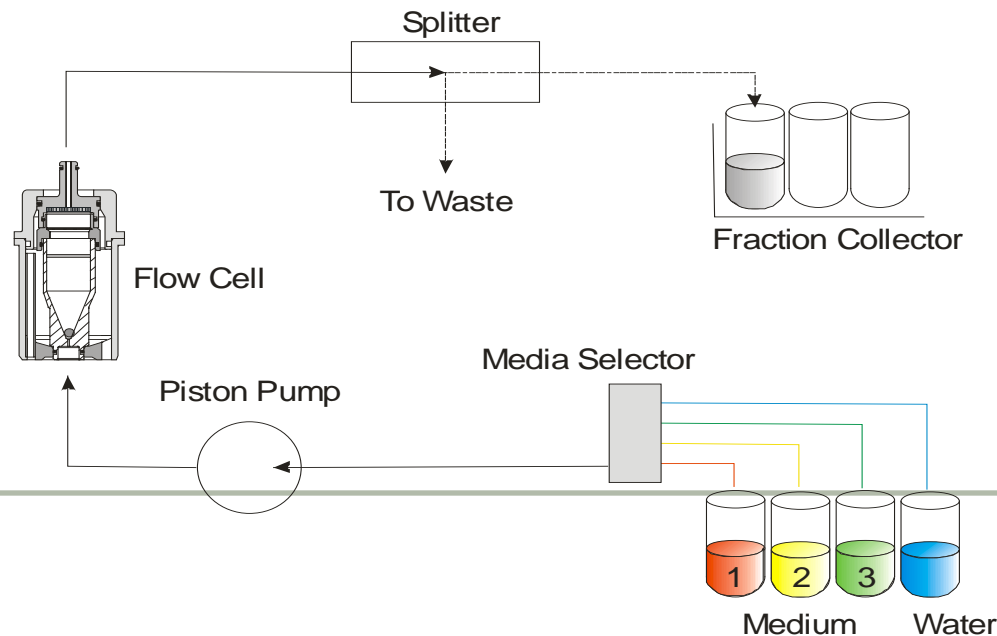 Splitter
To Waste
Fraction Collector
Flow Cell
Media Selector
Piston Pump
1 2 3
Medium Water